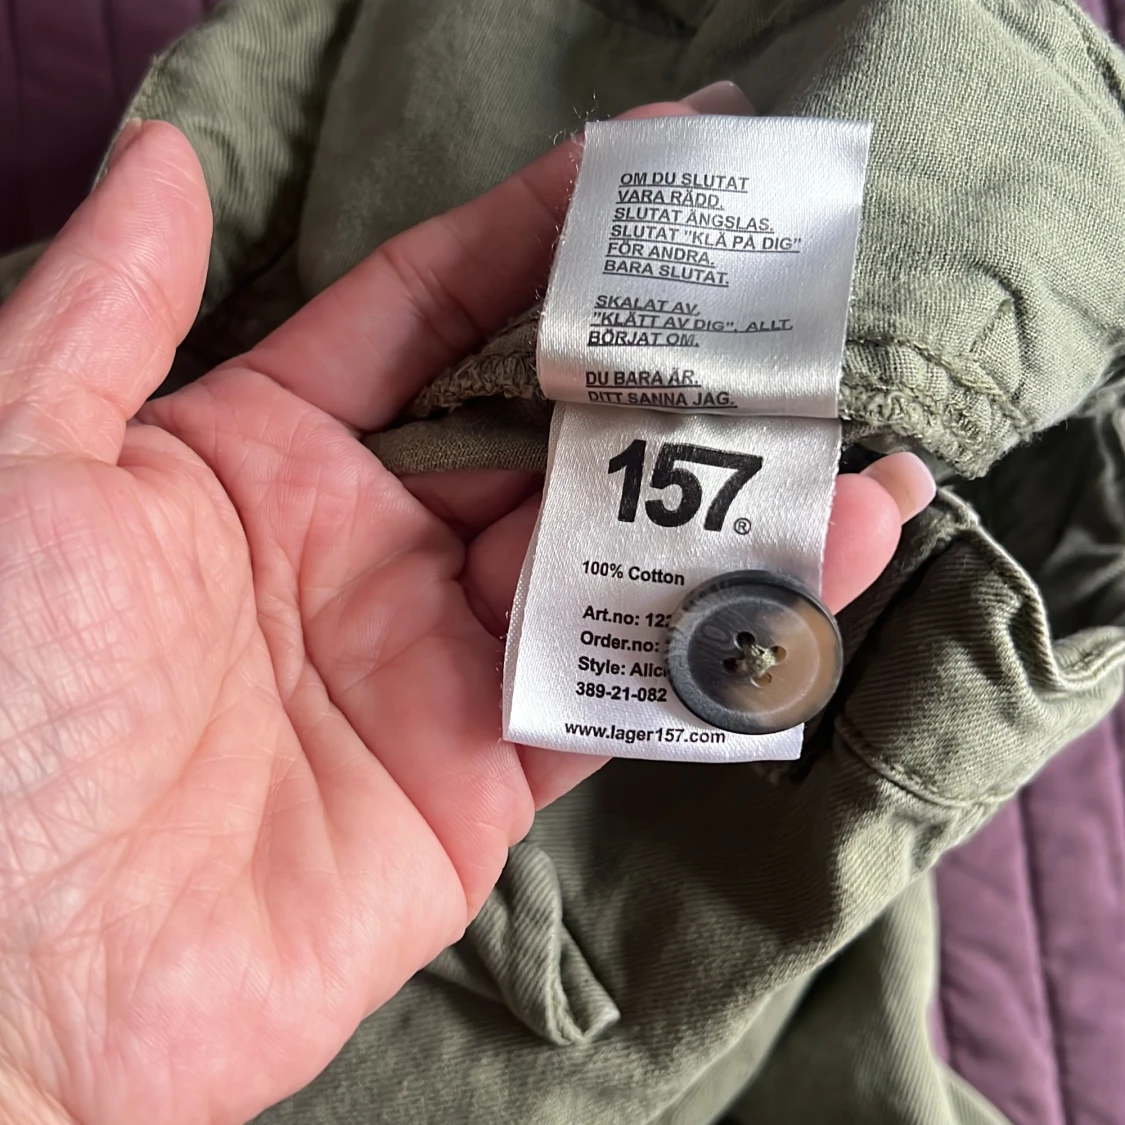 OM DU SLUTAT
VARA RÄDD.
SLUTAT ÄNGSLAS.
SLUTAT "KLÄ PÅ DIG"
FÖR ANDRA.
BARA SLUTAT.
SKALAT AV.
"KLÄTT AV DIG". ALLT.
BÖRJAT OM.
DU BARA ÄR.
DITT SANNA JAG.
157®
100% Cotton
Art.no:
Order.no:
Style:
389-21-082
www.lager157.com